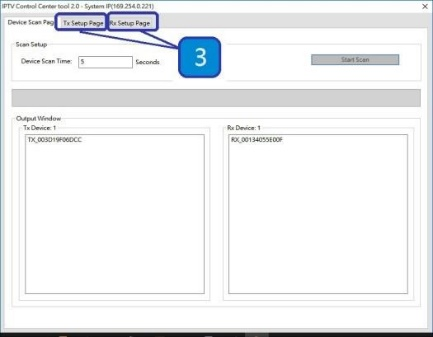 IPTV Control Center tool 2.0 - System IP(169.254.0.221)
Device Scan Page Tx Setup Page Rx Setup Page
3
Scan Setup
Device Scan Time: 5 Seconds Start Scan
Output Window
Tx Device: 1 Rx Device: 1
TX_003D19F06DCC RX_00134055E00F